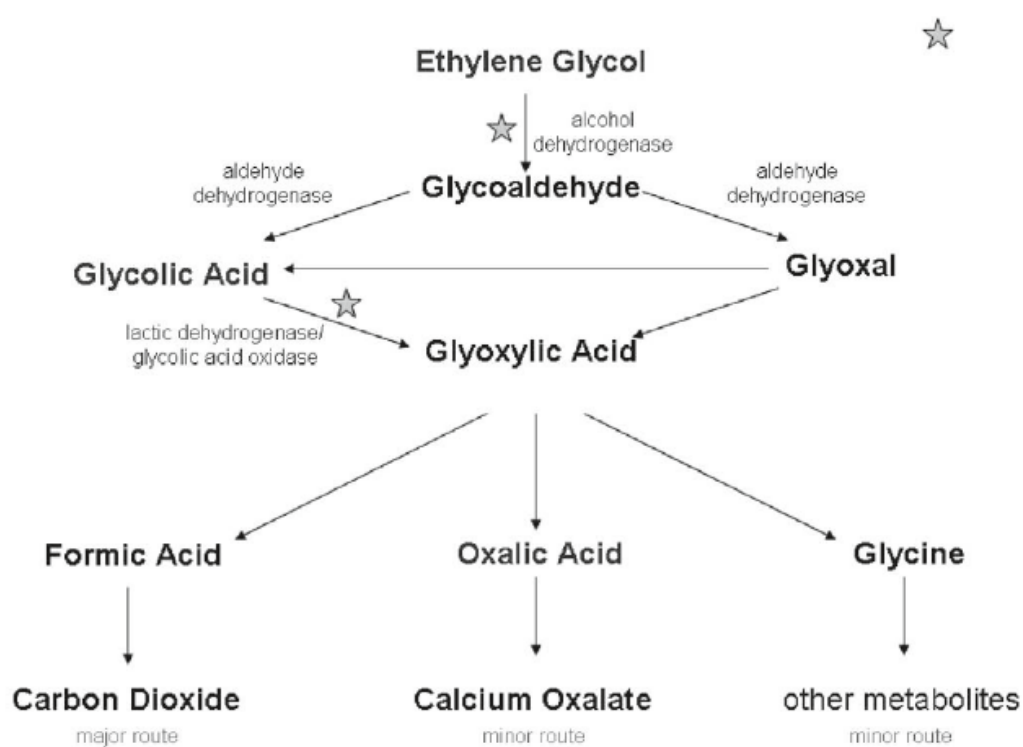 Ethylene Glycol
alcohol
dehydrogenase
aldehyde
dehydrogenase
Glycoaldehyde
aldehyde
dehydrogenase
Glycolic Acid
Glyoxal
lactic dehydrogenase/
glycolic acid oxidase
Glyoxylic Acid
Formic Acid
Oxalic Acid
Glycine
Carbon Dioxide
Calcium Oxalate
other metabolites
major route
minor route
minor route